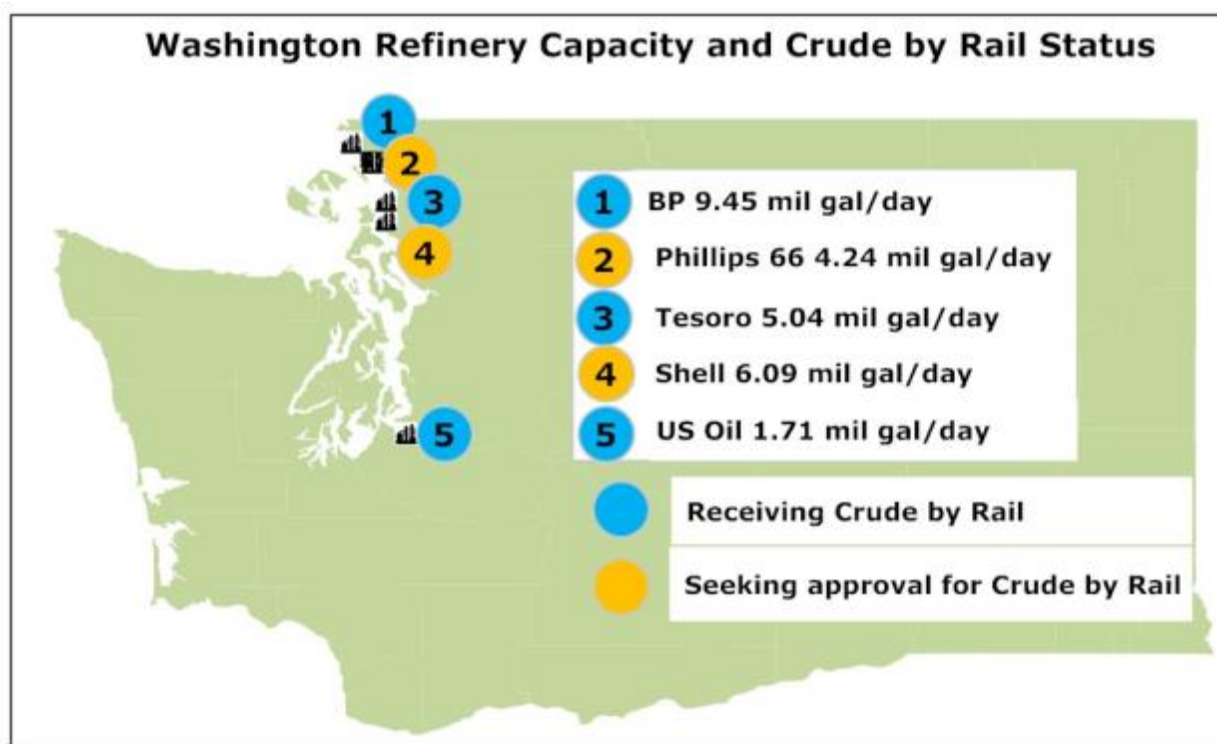 Washington Refinery Capacity and Crude by Rail Status
1
2
3
4
5
1 BP 9.45 mil gal/day
2 Phillips 66 4.24 mil gal/day
3 Tesoro 5.04 mil gal/day
4 Shell 6.09 mil gal/day
5 US Oil 1.71 mil gal/day
Receiving Crude by Rail
Seeking approval for Crude by Rail